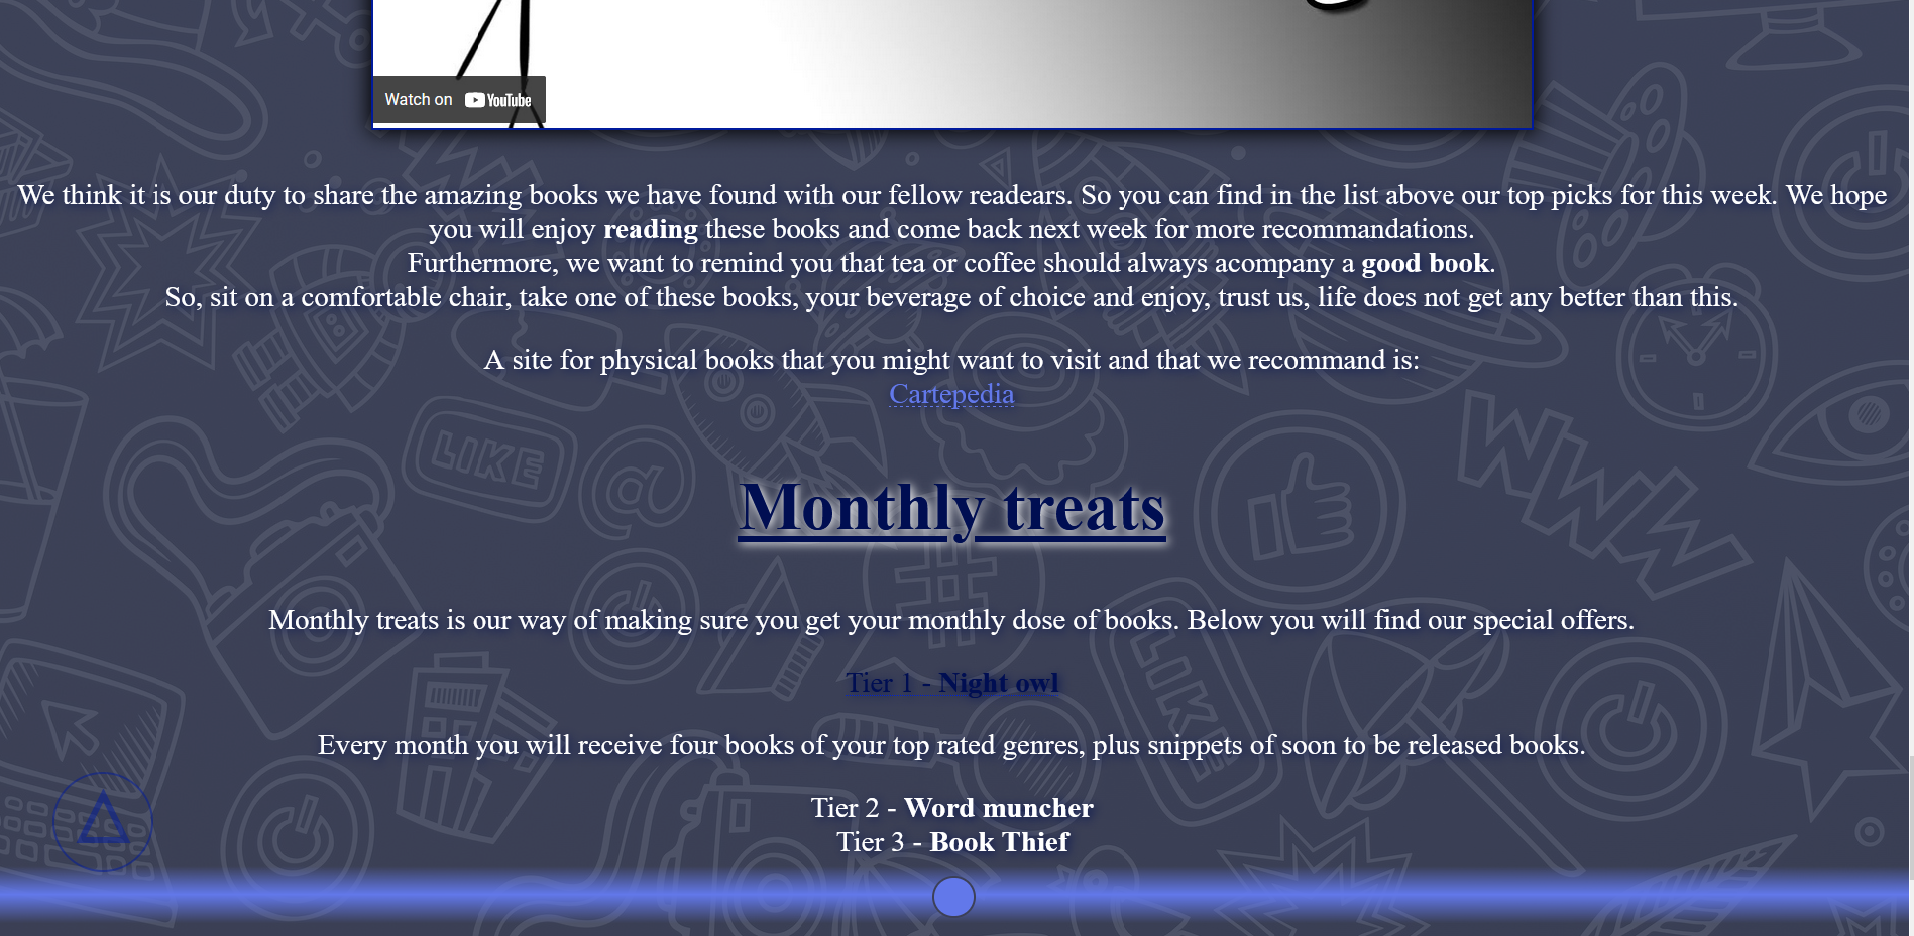 Watch on YouTube
We think it is our duty to share the amazing books we have found with our fellow readears. So you can find in the list above our top picks for this week. We hope
you will enjoy reading these books and come back next week for more recommandations.
Furthermore, we want to remind you that tea or coffee should always acompany a good book.
So, sit on a comfortable chair, take one of these books, your beverage of choice and enjoy, trust us, life does not get any better than this.
A site for physical books that you might want to visit and that we recommand is:
Cartepedia
LIKE
@
WWW
WWW
Monthly treats
#
Monthly treats is our way of making sure you get your monthly dose of books. Below you will find our special offers.
LIKE
Tier 1 - Night owl
Every month you will receive four books of your top rated genres, plus snippets of soon to be released books.
Tier 2 - Word muncher
Tier 3 - Book Thief